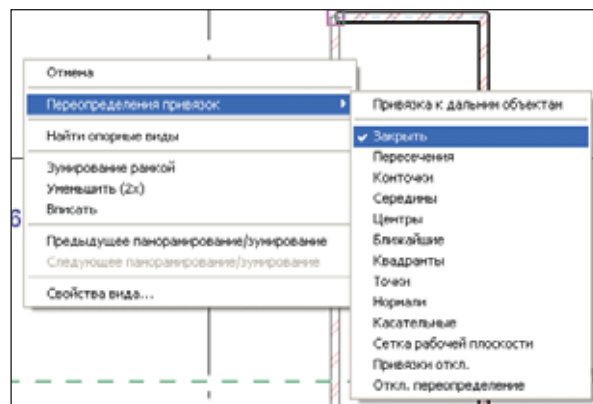 Отмена
Переопределения привязок
Найти опорные виды
Зумирование рамкой
Уменьшить (2x)
Вписать
Предыдущее панорамирование/зумирование
Следующее панорамирование/зумирование
Свойства вида...
Привязка к дальним объектам
Закрыть
Пересечения
Конточки
Середины
Центры
Ближайшие
Квадранты
Точки
Нормали
Касательные
Сетка рабочей плоскости
Привязки откл.
Откл. переопределение
6